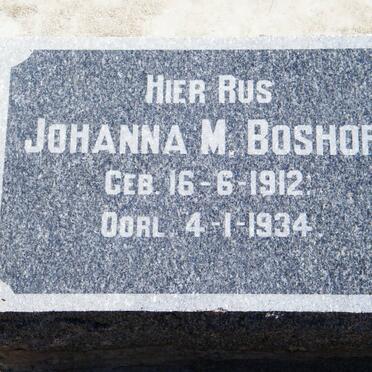 HIER RUS
JOHANNA M. BOSHOF
GEB. 16-6-1912.
OORL. 4-1-1934